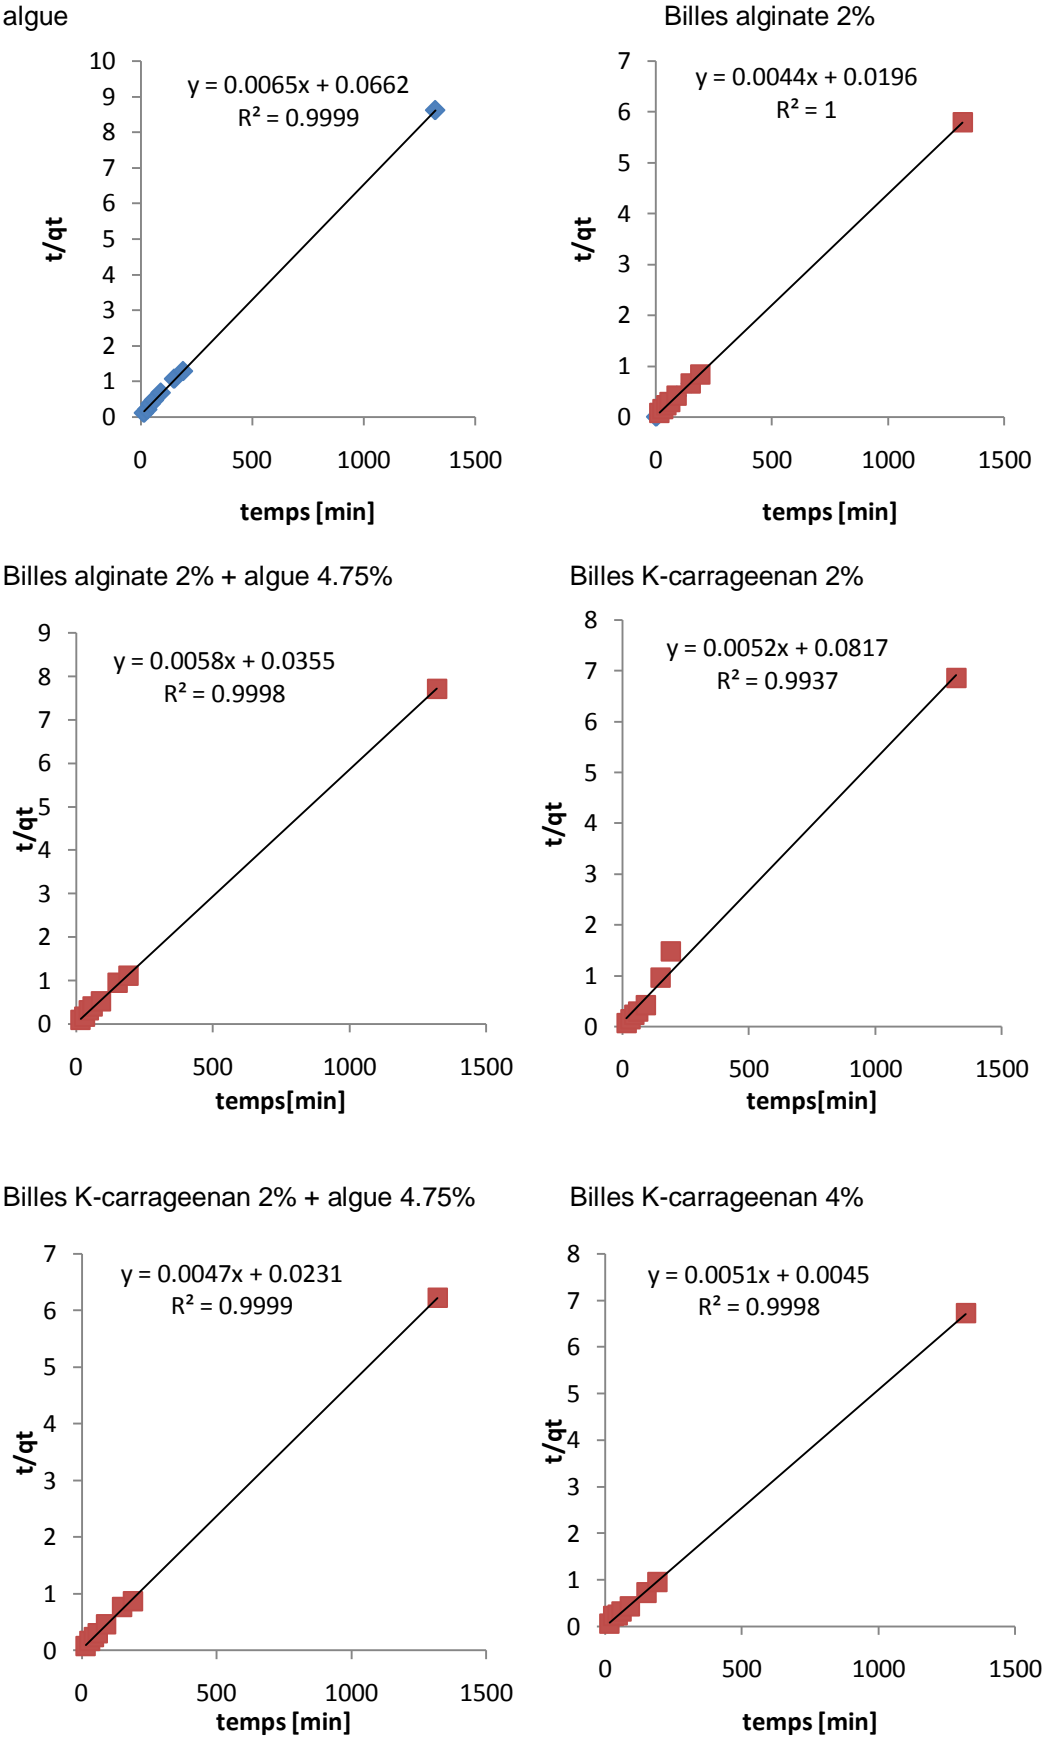 algue
10
9
8
7
6
5
4
3
2
1
0
y = 0.0065x + 0.0662
R² = 0.9999
t/qt
0 500 1000 1500
temps [min]
Billes alginate 2%
7
6
5
4
3
2
1
0
y = 0.0044x + 0.0196
R² = 1
t/qt
0 500 1000 1500
temps [min]
Billes alginate 2% + algue 4.75%
9
8
7
6
5
4
3
2
1
0
y = 0.0058x + 0.0355
R² = 0.9998
t/qt
0 500 1000 1500
temps[min]
Billes K-carrageenan 2%
8
7
6
5
4
3
2
1
0
y = 0.0052x + 0.0817
R² = 0.9937
t/qt
0 500 1000 1500
temps[min]
Billes K-carrageenan 2% + algue 4.75%
7
6
5
4
3
2
1
0
y = 0.0047x + 0.0231
R² = 0.9999
t/qt
0 500 1000 1500
temps [min]
Billes K-carrageenan 4%
8
7
6
5
4
3
2
1
0
y = 0.0051x + 0.0045
R² = 0.9998
t/qt
0 500 1000 1500
temps [min]